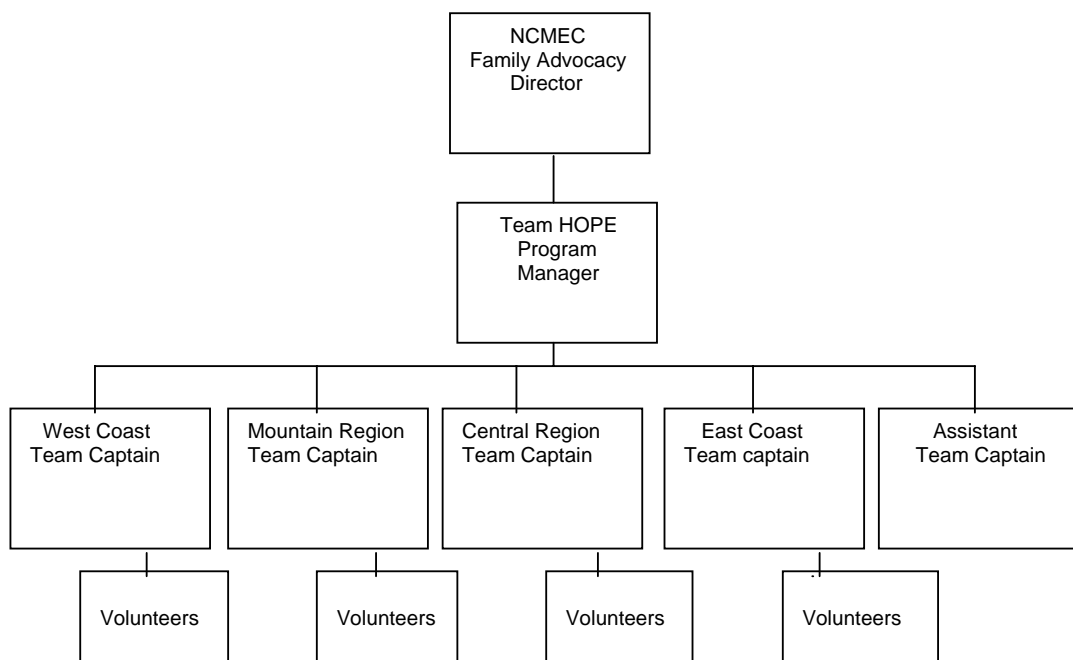 NCMEC
Family Advocacy
Director
Team HOPE
Program
Manager
West Coast
Team Captain
Mountain Region
Team Captain
Central Region
Team Captain
East Coast
Team captain
Assistant
Team Captain
Volunteers
Volunteers
Volunteers
Volunteers